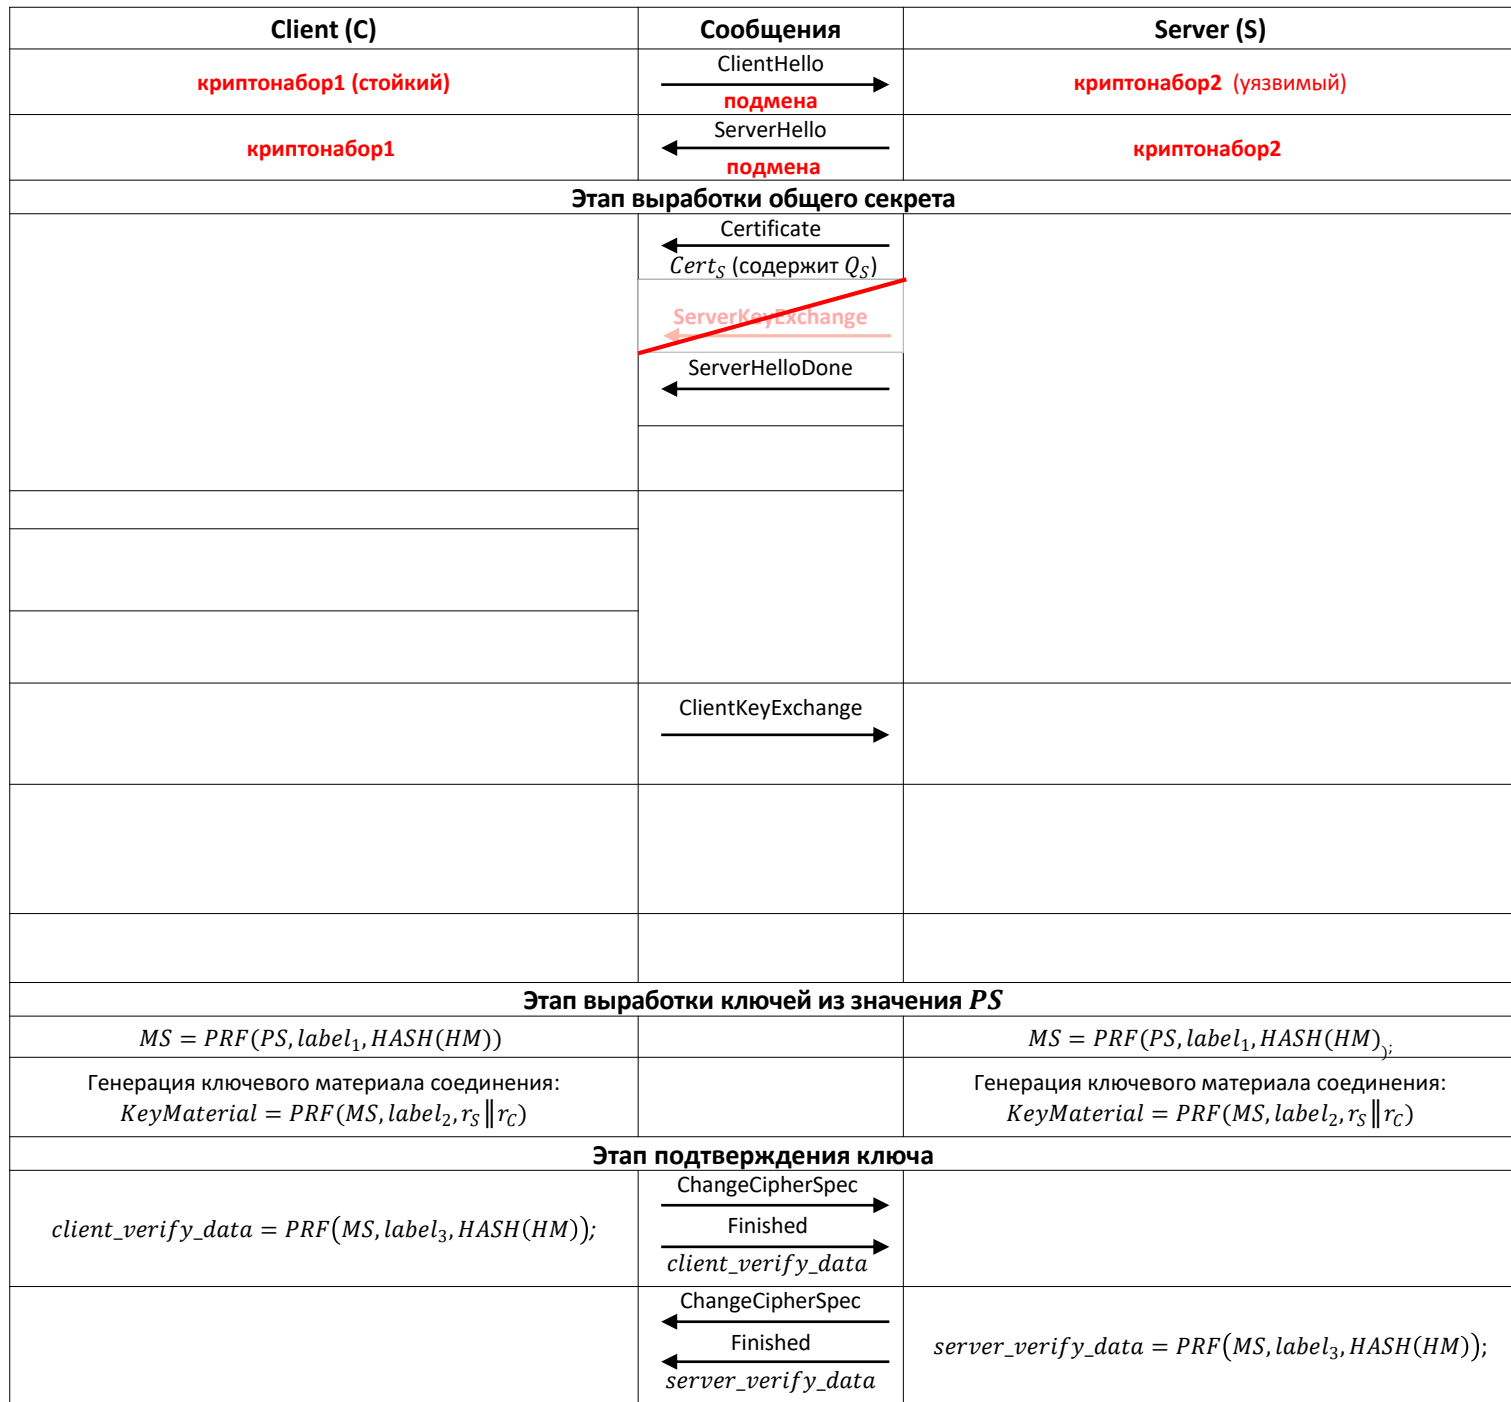 Client (C) Сообщения Server (S)
криптонабор1 (стойкий) ClientHello криптонабор2 (уязвимый)
подмена
криптонабор1 ServerHello криптонабор2
подмена
Этап выработки общего секрета
Certificate
Cert_S (содержит Q_S)
ServerKeyExchange
ServerHelloDone
ClientKeyExchange
Этап выработки ключей из значения PS
MS = PRF(PS, label_1, HASH(HM)) MS = PRF(PS, label_1, HASH(HM));
Генерация ключевого материала соединения: Генерация ключевого материала соединения:
KeyMaterial = PRF(MS, label_2, r_S‖r_C) KeyMaterial = PRF(MS, label_2, r_S‖r_C)
Этап подтверждения ключа
ChangeCipherSpec
client_verify_data = PRF(MS, label_3, HASH(HM)); Finished
client_verify_data
ChangeCipherSpec
Finished server_verify_data = PRF(MS, label_3, HASH(HM));
server_verify_data